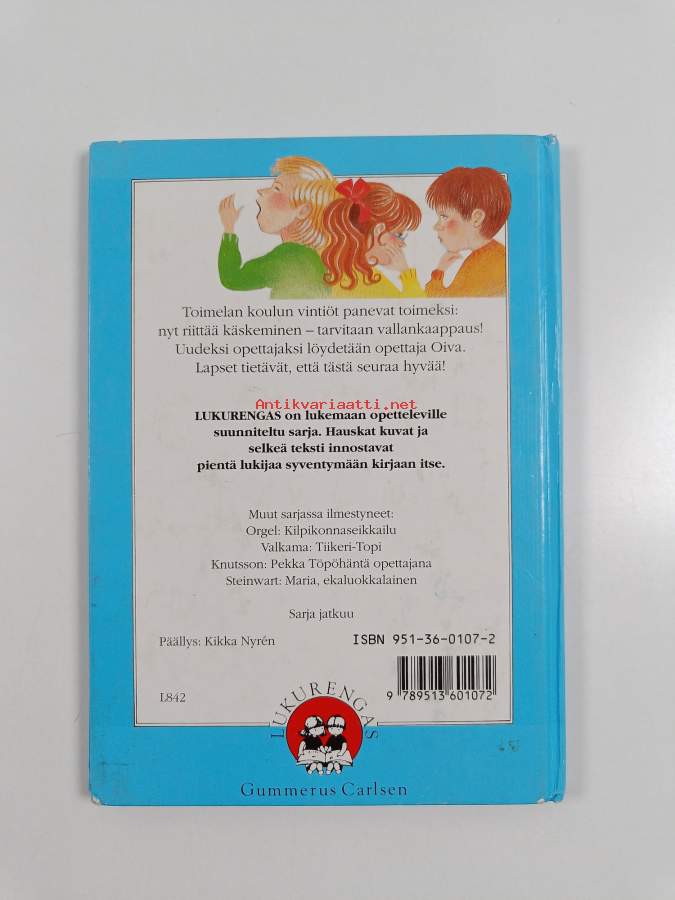 Toimelan koulun vintiöt panevat toimeksi:
nyt riittää käskeminen – tarvitaan vallankaappaus!
Uudeksi opettajaksi löydetään opettaja Oiva.
Lapset tietävät, että tästä seuraa hyvää!
Antikvariaatti.net
LUKURENGAS on lukemaan opetteleville
suunniteltu sarja. Hauskat kuvat ja
selkeä teksti innostavat
pientä lukijaa syventymään kirjaan itse.
Muut sarjassa ilmestyneet:
Orgel: Kilpikonnaseikkailu
Valkama: Tiikeri-Topi
Knutsson: Pekka Töpöhäntä opettajana
Steinwart: Maria, ekaluokkalainen
Sarja jatkuu
Päällys: Kikka Nyrén
ISBN 951-36-0107-2
9 789513 601072
L842
LUKURENGAS
Gummerus Carlsen